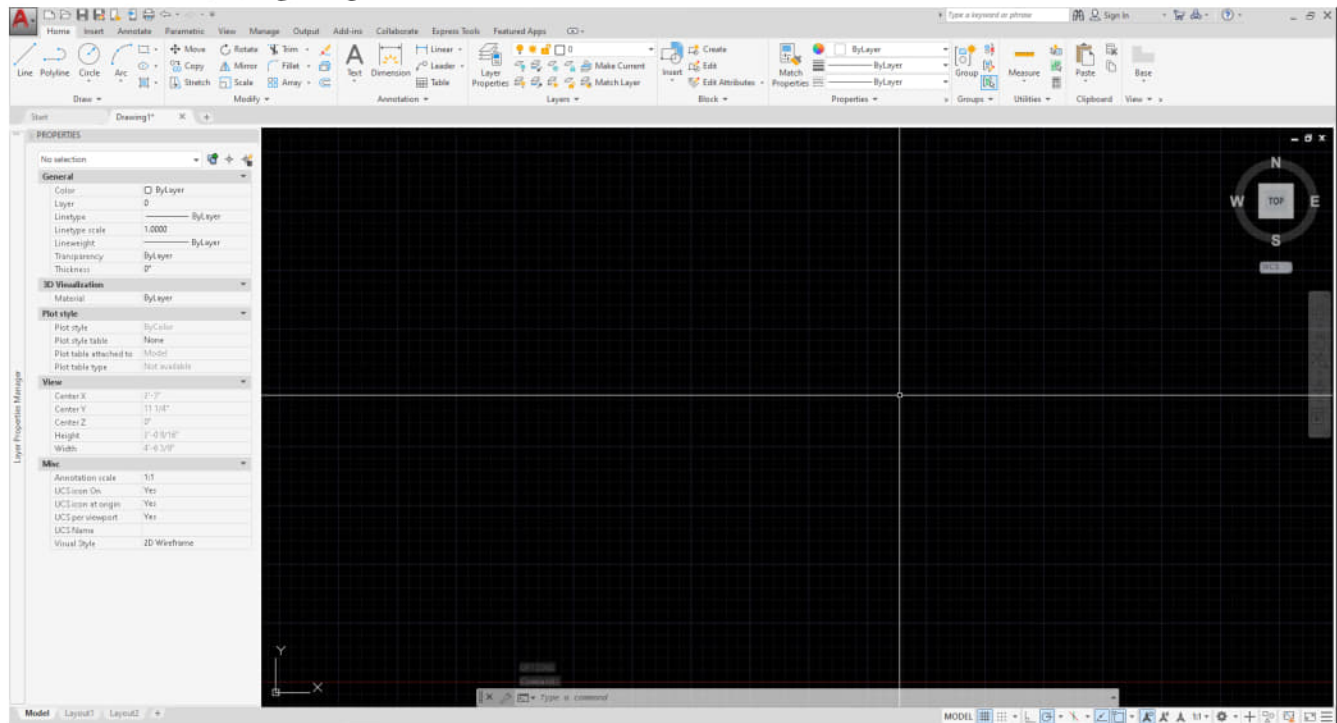 Type a keyword or phrase
Sign In
Home Insert Annotate Parametric View Manage Output Add-ins Collaborate Express Tools Featured Apps
Line Polyline Circle Arc
Move Rotate Trim
Copy Mirror Fillet
Stretch Scale Array
Text Dimension
Linear
Leader
Table
Layer Properties
0
Make Current
Match Layer
Insert
Create
Edit
Edit Attributes
Match Properties
ByLayer
ByLayer
ByLayer
Group
Measure
Paste
Base
Draw Modify Annotation Layers Block Properties Groups Utilities Clipboard View
Start Drawing1*
PROPERTIES
No selection
General
Color ByLayer
Layer 0
Linetype ByLayer
Linetype scale 1.0000
Lineweight ByLayer
Transparency ByLayer
Thickness 0"
3D Visualization
Material ByLayer
Plot style
Plot style ByColor
Plot style table None
Plot table attached to Model
Plot table type Not available
View
Center X
Center Y 11 1/4"
Center Z 0"
Height
Width
Misc
Annotation scale 1:1
UCS icon On Yes
UCS icon at origin Yes
UCS per viewport Yes
UCS Name
Visual Style 2D Wireframe
Layer Properties Manager
N
W TOP E
S
WCS
Y
X
Type a command
Model Layout1 Layout2
MODEL
1:1